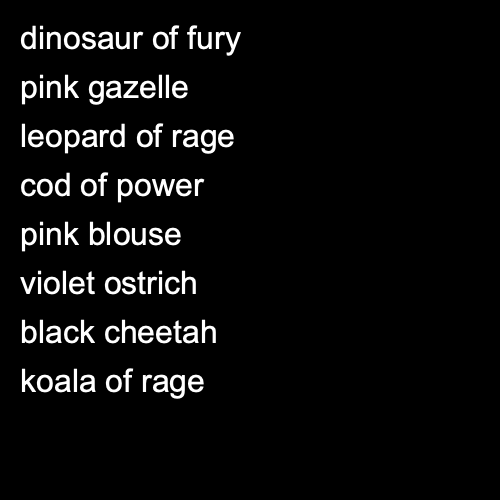 dinosaur of fury
pink gazelle
leopard of rage
cod of power
pink blouse
violet ostrich
black cheetah
koala of rage